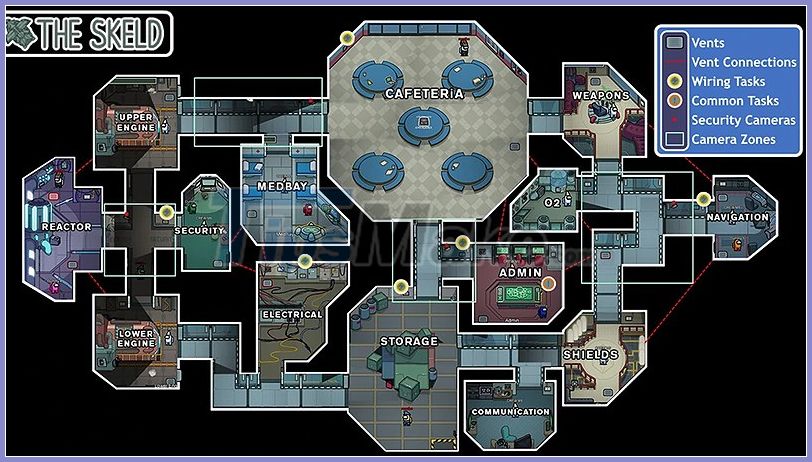 THE SKELD
CAFETERiA
WEAPONS
Vents
Vent Connections
Wiring Tasks
Common Tasks
Security Cameras
Camera Zones
UPPER
ENGINE
MEDBAY
O2
REACTOR
SECURITY
NAVIGATION
ADMIN
ELECTRICAL
Admin
LOWER
ENGINE
STORAGE
SHIELDS
COMMUNICATION